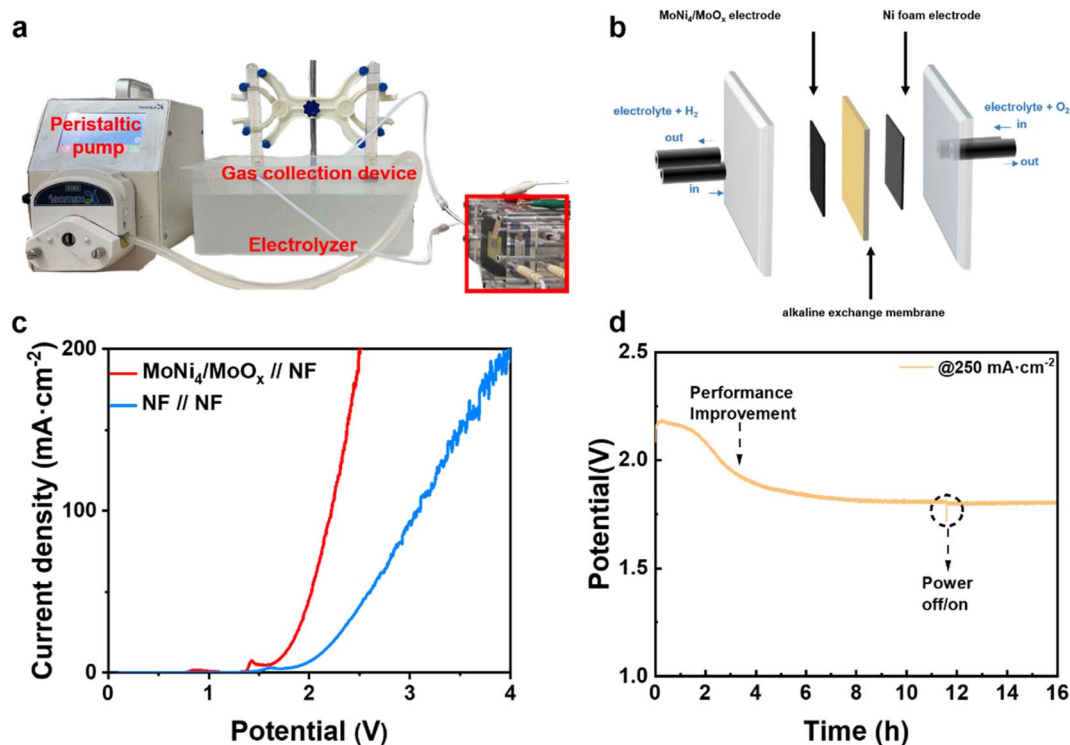 a
Peristaltic
pump
Gas collection device
Electrolyzer
b
MoNi₄/MoOₓ electrode
Ni foam electrode
electrolyte + H₂
out
in
electrolyte + O₂
in
out
alkaline exchange membrane
c
200
100
0
0
1
2
3
4
MoNi₄/MoOₓ // NF
NF // NF
Current density (mA·cm⁻²)
Potential (V)
d
2.5
2.0
1.5
1.0
0
2
4
6
8
10
12
14
16
@250 mA·cm⁻²
Performance
Improvement
Power
off/on
Potential(V)
Time (h)